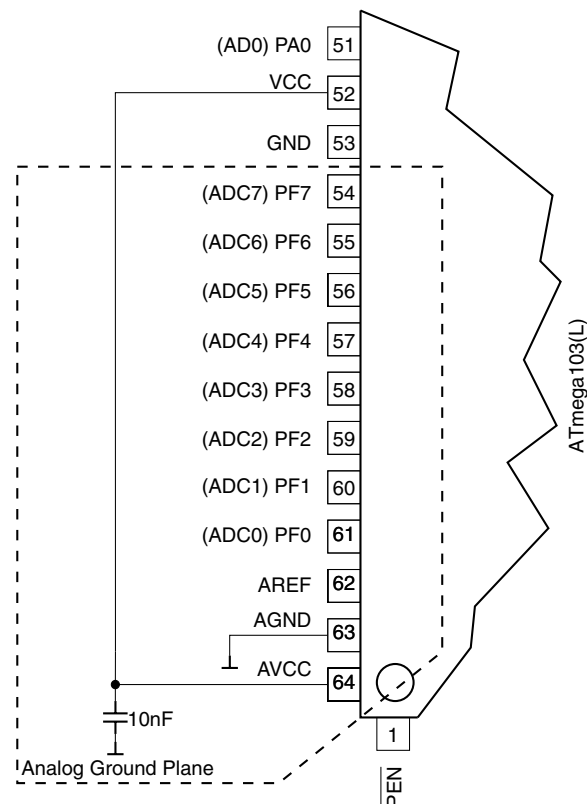 (AD0) PA0 51
VCC 52
GND 53
(ADC7) PF7 54
(ADC6) PF6 55
(ADC5) PF5 56
(ADC4) PF4 57
(ADC3) PF3 58
(ADC2) PF2 59
(ADC1) PF1 60
(ADC0) PF0 61
AREF 62
AGND 63
AVCC 64
10nF
1
Analog Ground Plane
PEN
ATmega103(L)